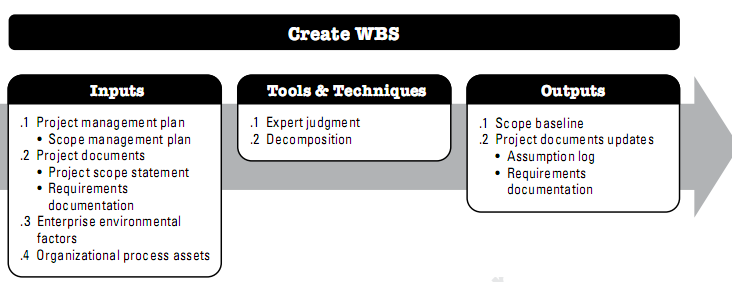 Create WBS
Inputs
.1 Project management plan
• Scope management plan
.2 Project documents
• Project scope statement
• Requirements
documentation
.3 Enterprise environmental
factors
.4 Organizational process assets
Tools & Techniques
.1 Expert judgment
.2 Decomposition
Outputs
.1 Scope baseline
.2 Project documents updates
• Assumption log
• Requirements
documentation